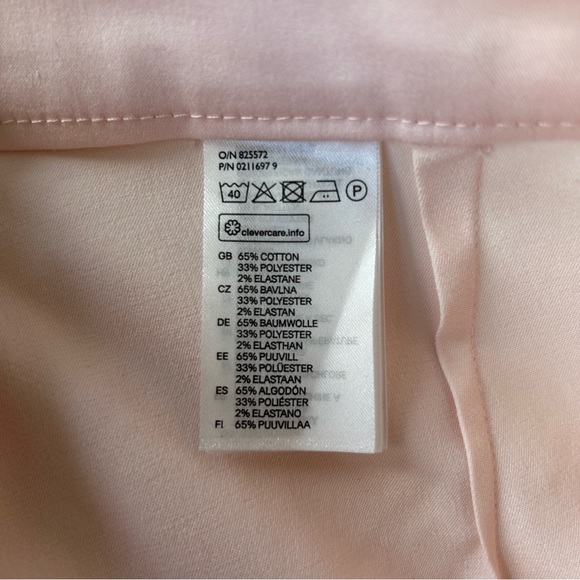 O/N 825572
P/N 0211697 9
40 P
clevercare.info
GB 65% COTTON
33% POLYESTER
2% ELASTANE
CZ 65% BAVLNA
33% POLYESTER
2% ELASTAN
DE 65% BAUMWOLLE
33% POLYESTER
2% ELASTHAN
EE 65% PUUVILL
33% POLÜESTER
2% ELASTAAN
ES 65% ALGODÓN
33% POLIÉSTER
2% ELASTANO
FI 65% PUUVILLAA